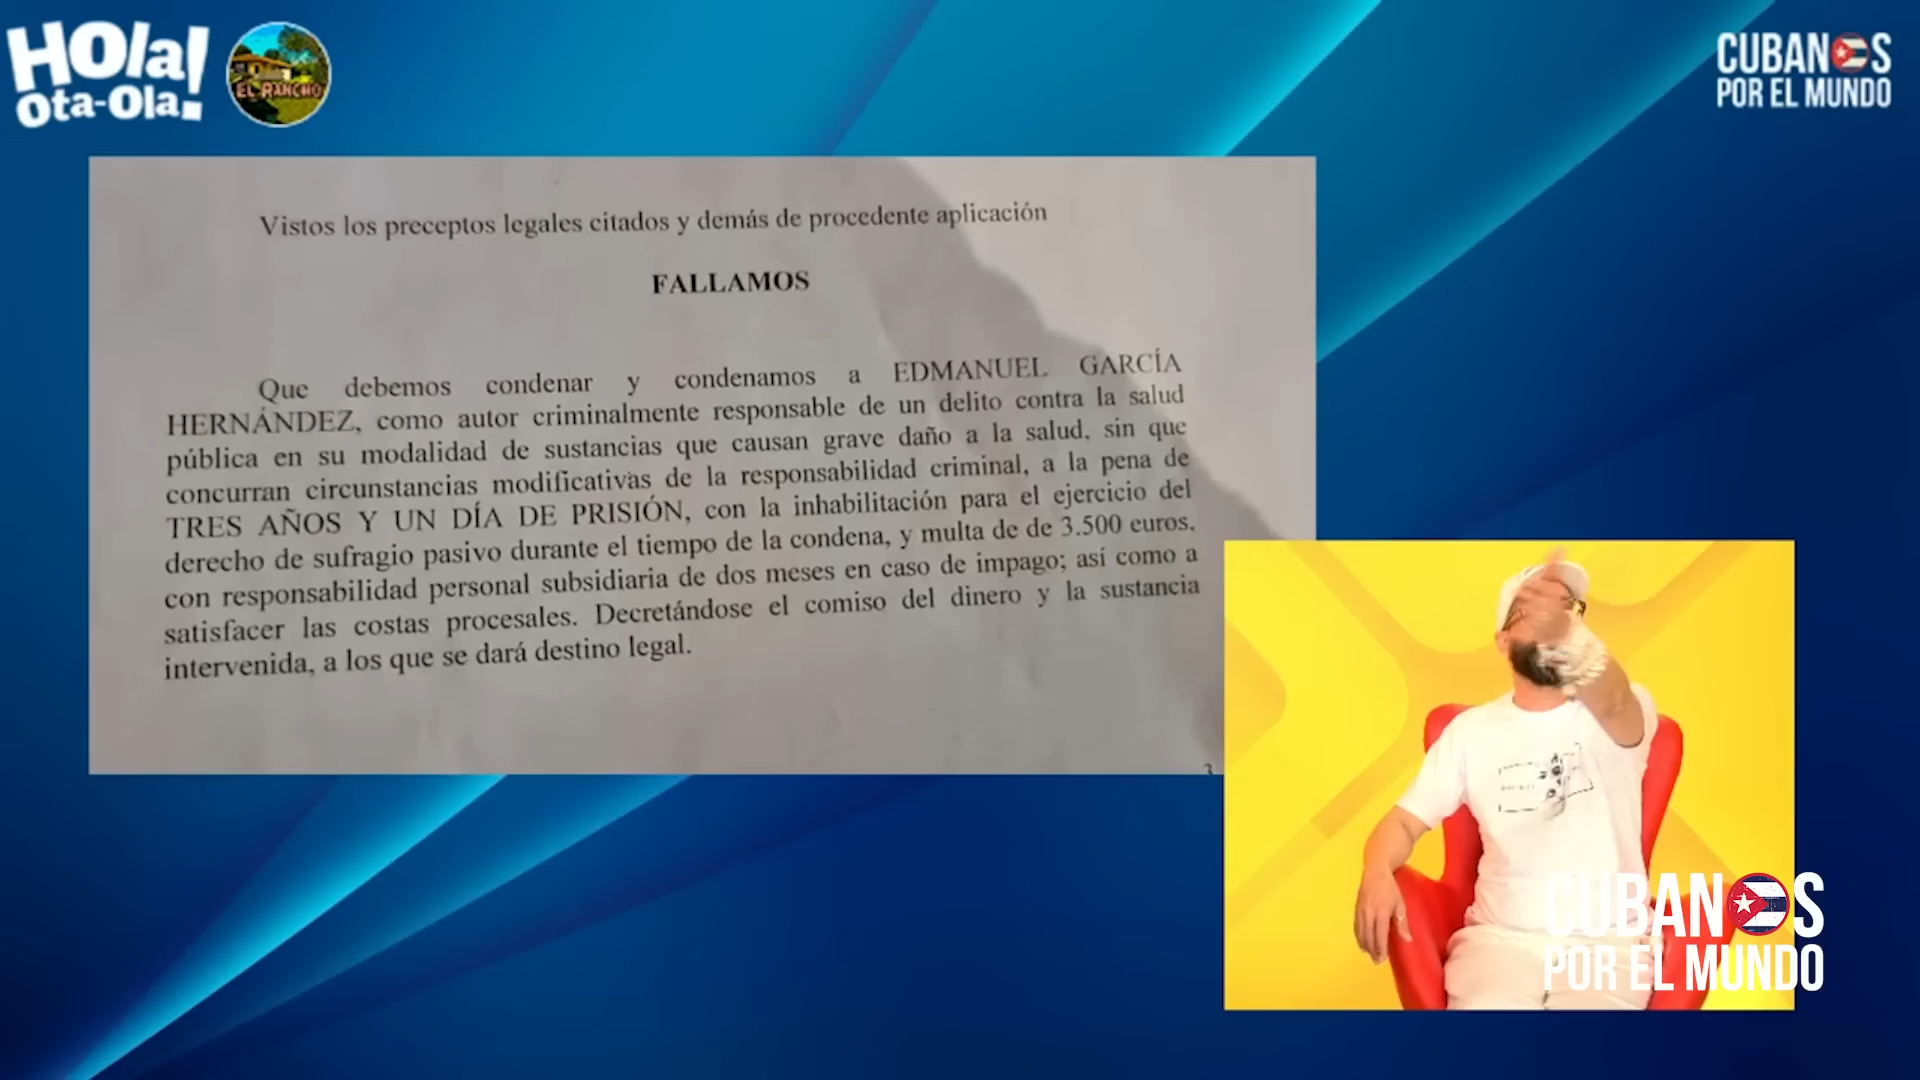 HOla!
Ota-Ola!
EL RANCHO
CUBANOS
POR EL MUNDO
Vistos los preceptos legales citados y demás de procedente aplicación
FALLAMOS
Que debemos condenar y condenamos a EDMANUEL GARCÍA
HERNÁNDEZ, como autor criminalmente responsable de un delito contra la salud
pública en su modalidad de sustancias que causan grave daño a la salud, sin que
concurran circunstancias modificativas de la responsabilidad criminal, a la pena de
TRES AÑOS Y UN DÍA DE PRISIÓN, con la inhabilitación para el ejercicio del
derecho de sufragio pasivo durante el tiempo de la condena, y multa de de 3.500 euros,
con responsabilidad personal subsidiaria de dos meses en caso de impago; así como a
satisfacer las costas procesales. Decretándose el comiso del dinero y la sustancia
intervenida, a los que se dará destino legal.
3
CUBANOS
POR EL MUNDO